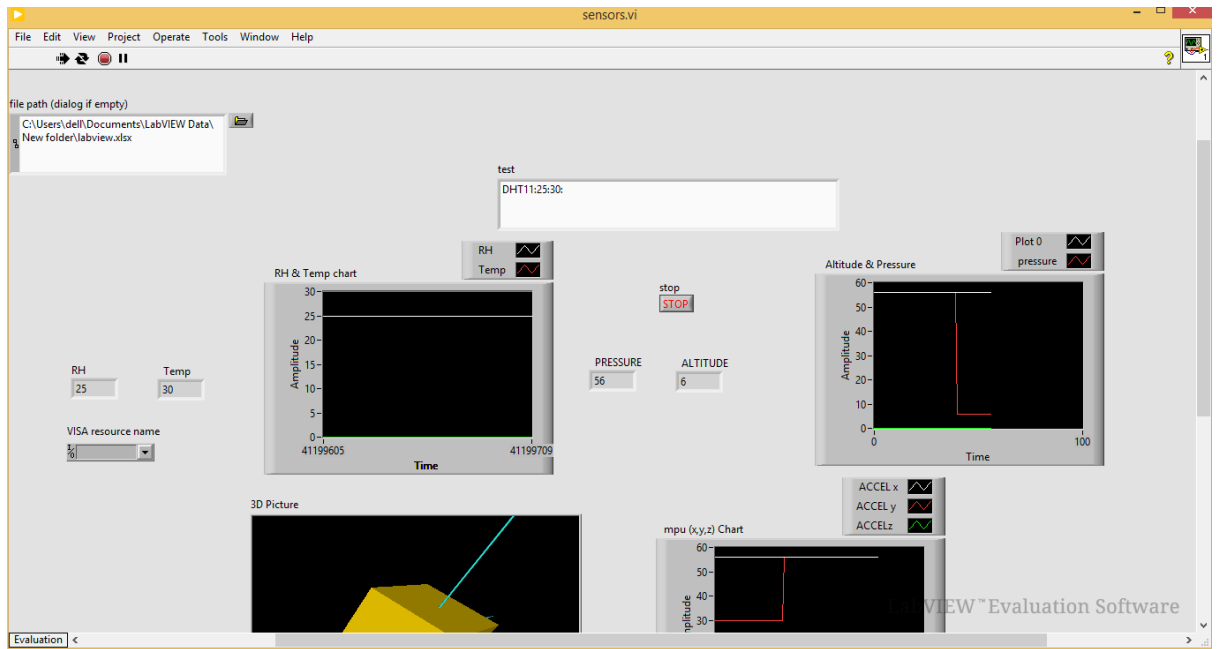 sensors.vi
File Edit View Project Operate Tools Window Help
1
file path (dialog if empty)
C:\Users\dell\Documents\LabVIEW Data\
New folder\labview.xlsx
test
DHT11:25:30:
RH
Temp
RH & Temp chart
30
25
20
15
10
5
0
Amplitude
41199605
41199709
Time
RH
25
Temp
30
VISA resource name
stop
STOP
PRESSURE
56
ALTITUDE
6
Plot 0
pressure
Altitude & Pressure
60
50
40
30
20
10
0
Amplitude
0
100
Time
3D Picture
ACCEL x
ACCEL y
ACCELz
mpu (x,y,z) Chart
60
50
40
30
Amplitude
LabVIEW™ Evaluation Software
Evaluation